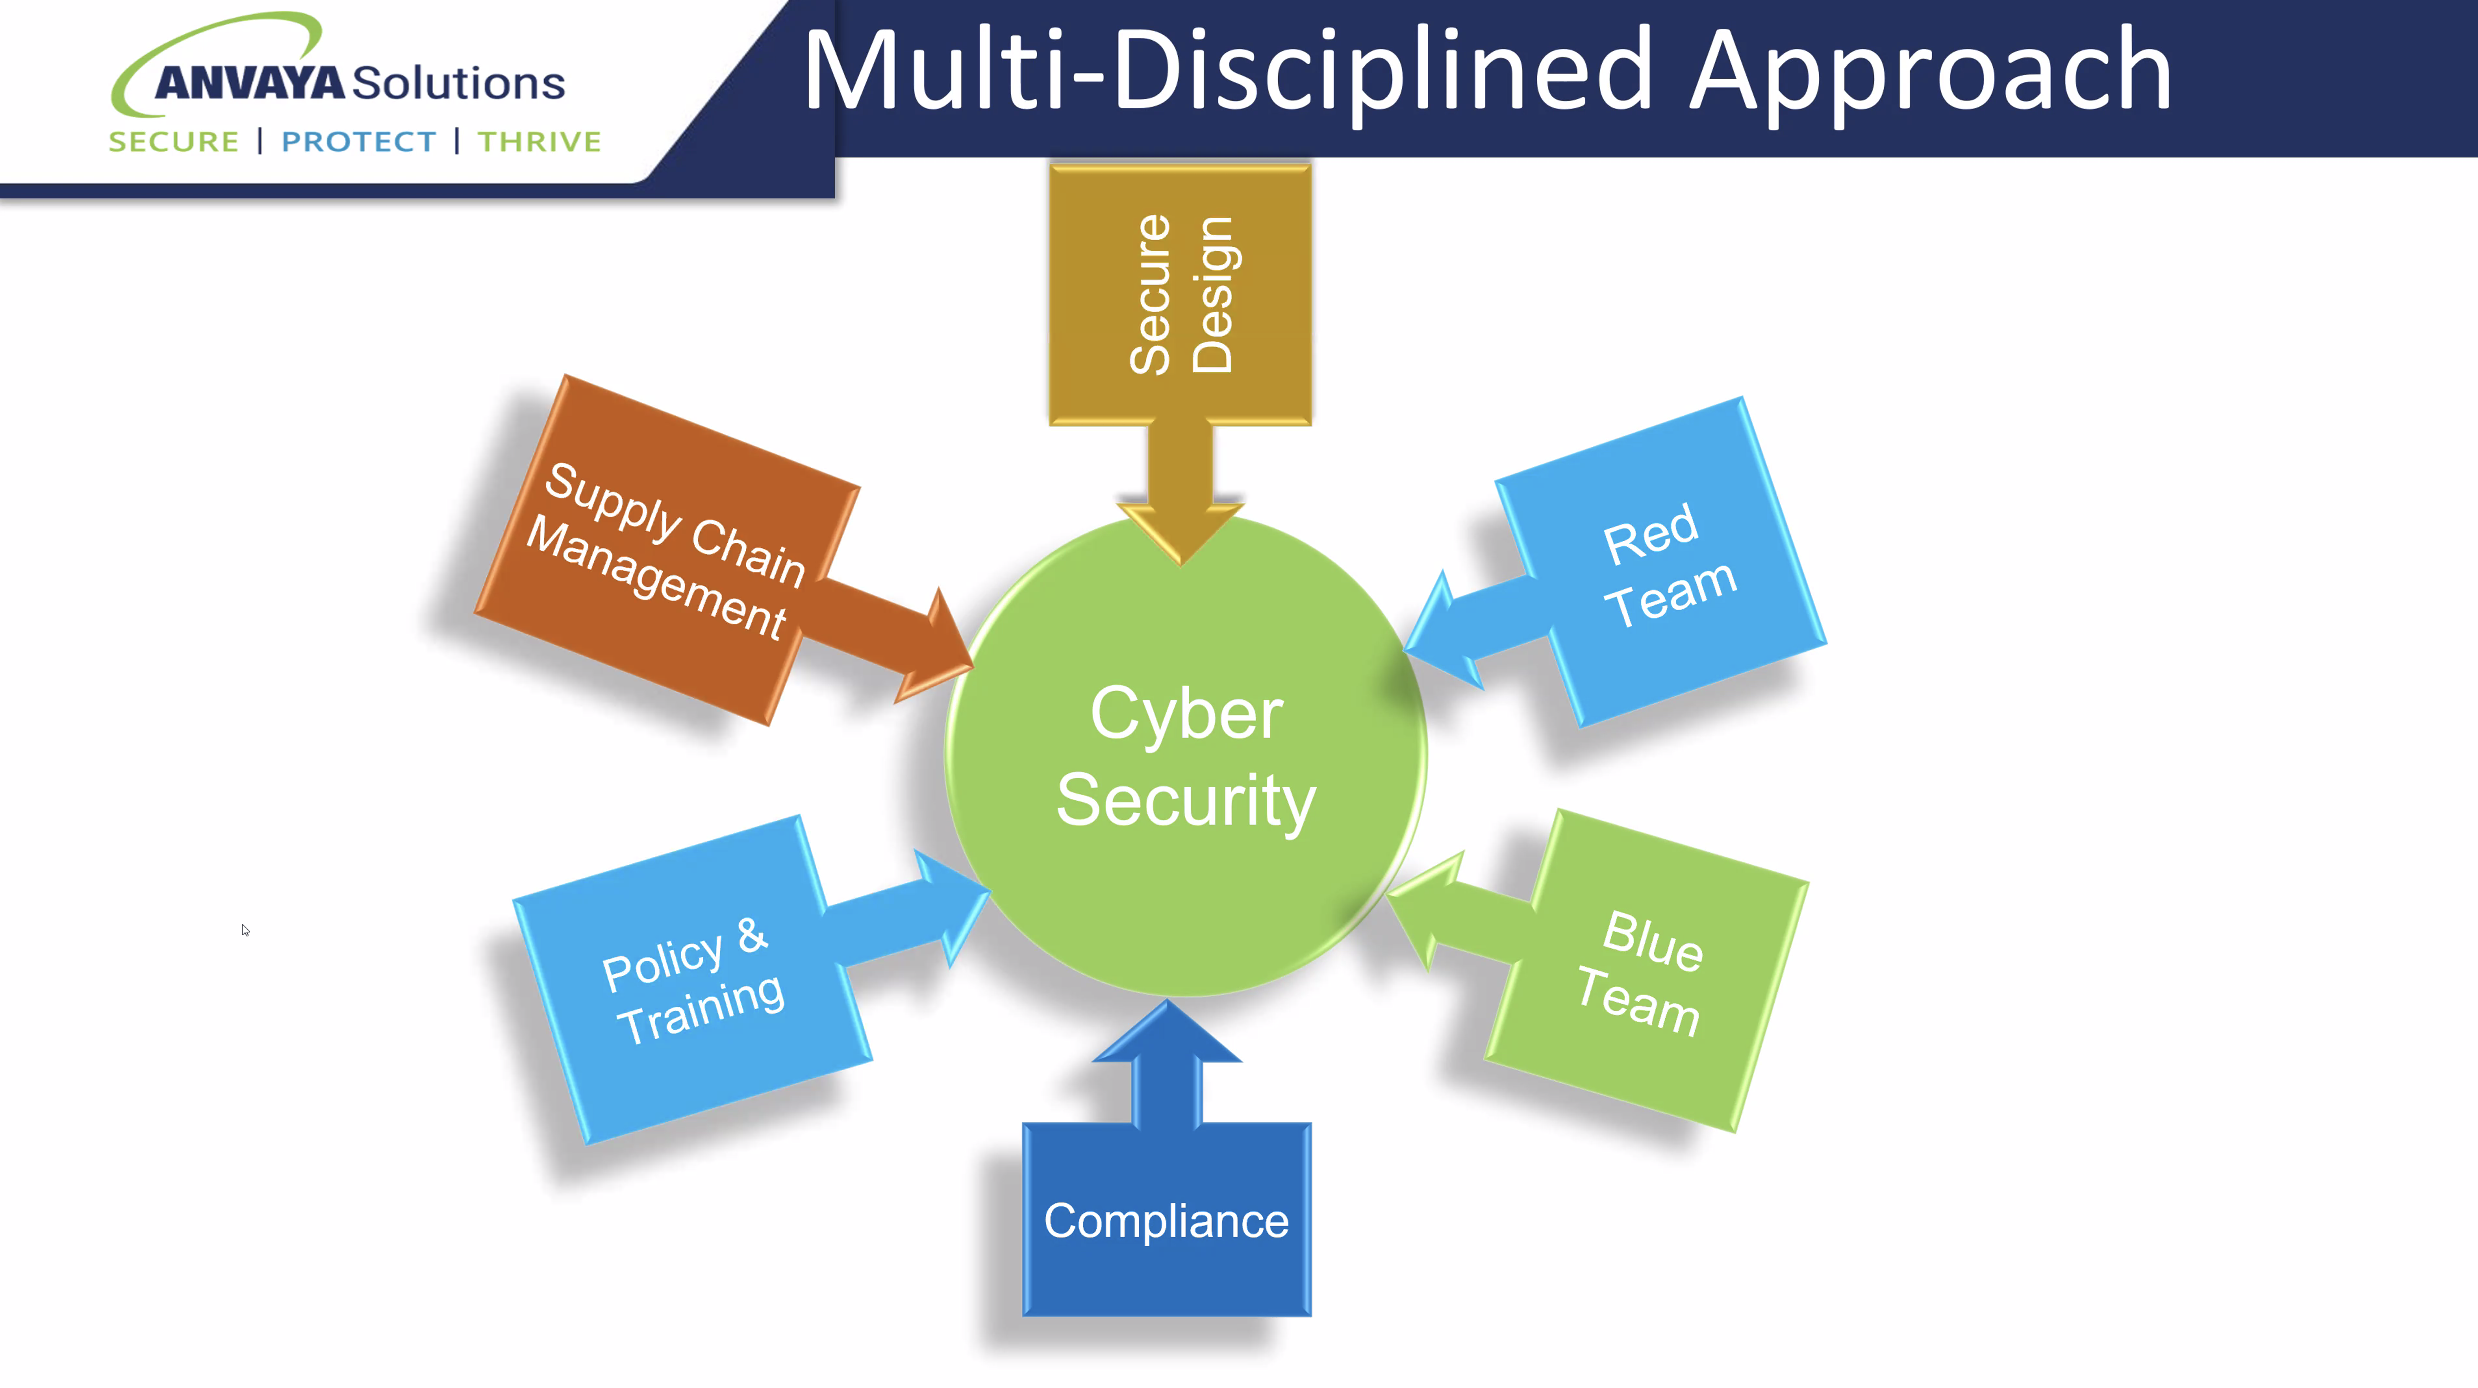 ANVAYA Solutions
SECURE | PROTECT | THRIVE
Multi-Disciplined Approach
Secure
Design
Supply Chain
Management
Red
Team
Cyber
Security
Policy &
Training
Blue
Team
Compliance